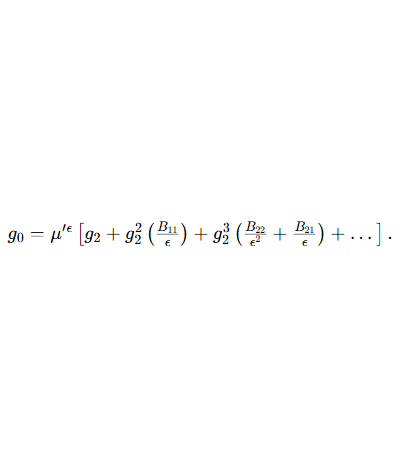 $g_0 = \mu'^{\epsilon} \left[ g_2 + g_2^2 \left( \frac{B_{11}}{\epsilon} \right) + g_2^3 \left( \frac{B_{22}}{\epsilon^2} + \frac{B_{21}}{\epsilon} \right) + \ldots \right].$